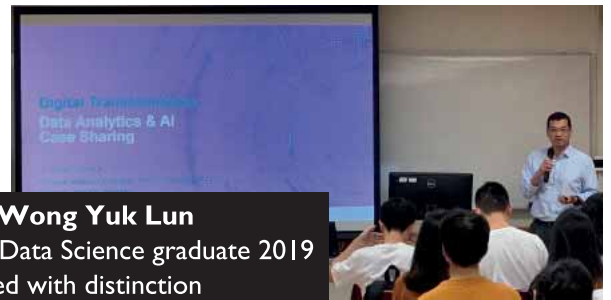 Digital Transformation
Data Analytics & AI
Case Sharing
Wong Yuk Lun
Data Science graduate 2019
ed with distinction